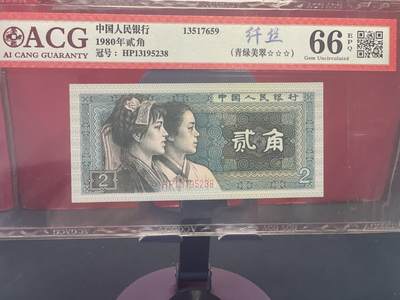 ACG
AI CANG GUARANTY
中国人民银行
1980年贰角
冠号：HP13195238
13517659
纤丝
(青绿美翠☆☆☆)
66 EPQ
Gem Uncirculated
中国人民银行
贰角
HP13195238
2
2